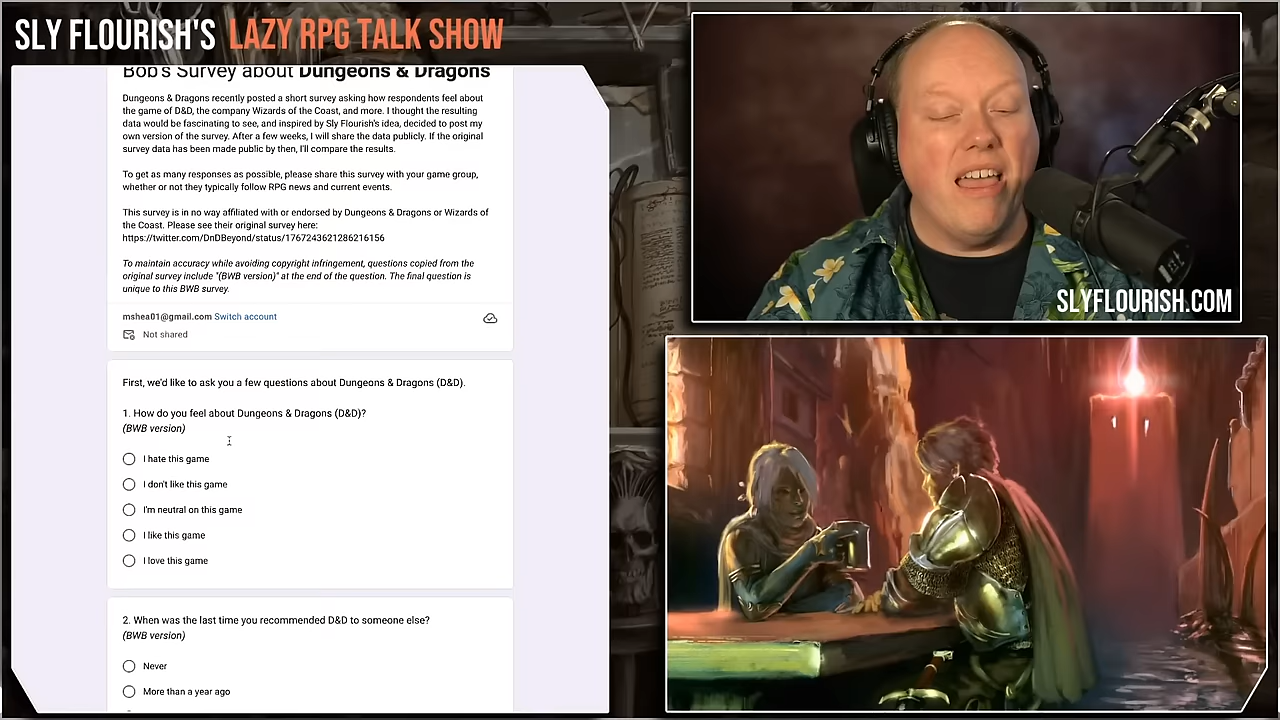 SLY FLOURISH'S LAZY RPG TALK SHOW
Bob's Survey about Dungeons & Dragons
Dungeons & Dragons recently posted a short survey asking how respondents feel about
the game of D&D, the company Wizards of the Coast, and more. I thought the resulting
data would be fascinating to see, and inspired by Sly Flourish's idea, decided to post my
own version of the survey. After a few weeks, I will share the data publicly. If the original
survey data has been made public by then, I'll compare the results.
To get as many responses as possible, please share this survey with your game group,
whether or not they typically follow RPG news and current events.
This survey is in no way affiliated with or endorsed by Dungeons & Dragons or Wizards of
the Coast. Please see their original survey here:
https://twitter.com/DnDBeyond/status/1767243621286216156
To maintain accuracy while avoiding copyright infringement, questions copied from the
original survey include "(BWB version)" at the end of the question. The final question is
unique to this BWB survey.
mshea01@gmail.com Switch account
Not shared
First, we'd like to ask you a few questions about Dungeons & Dragons (D&D).
1. How do you feel about Dungeons & Dragons (D&D)?
(BWB version)
I hate this game
I don't like this game
I'm neutral on this game
I like this game
I love this game
2. When was the last time you recommended D&D to someone else?
(BWB version)
Never
More than a year ago
SLYFLOURISH.COM